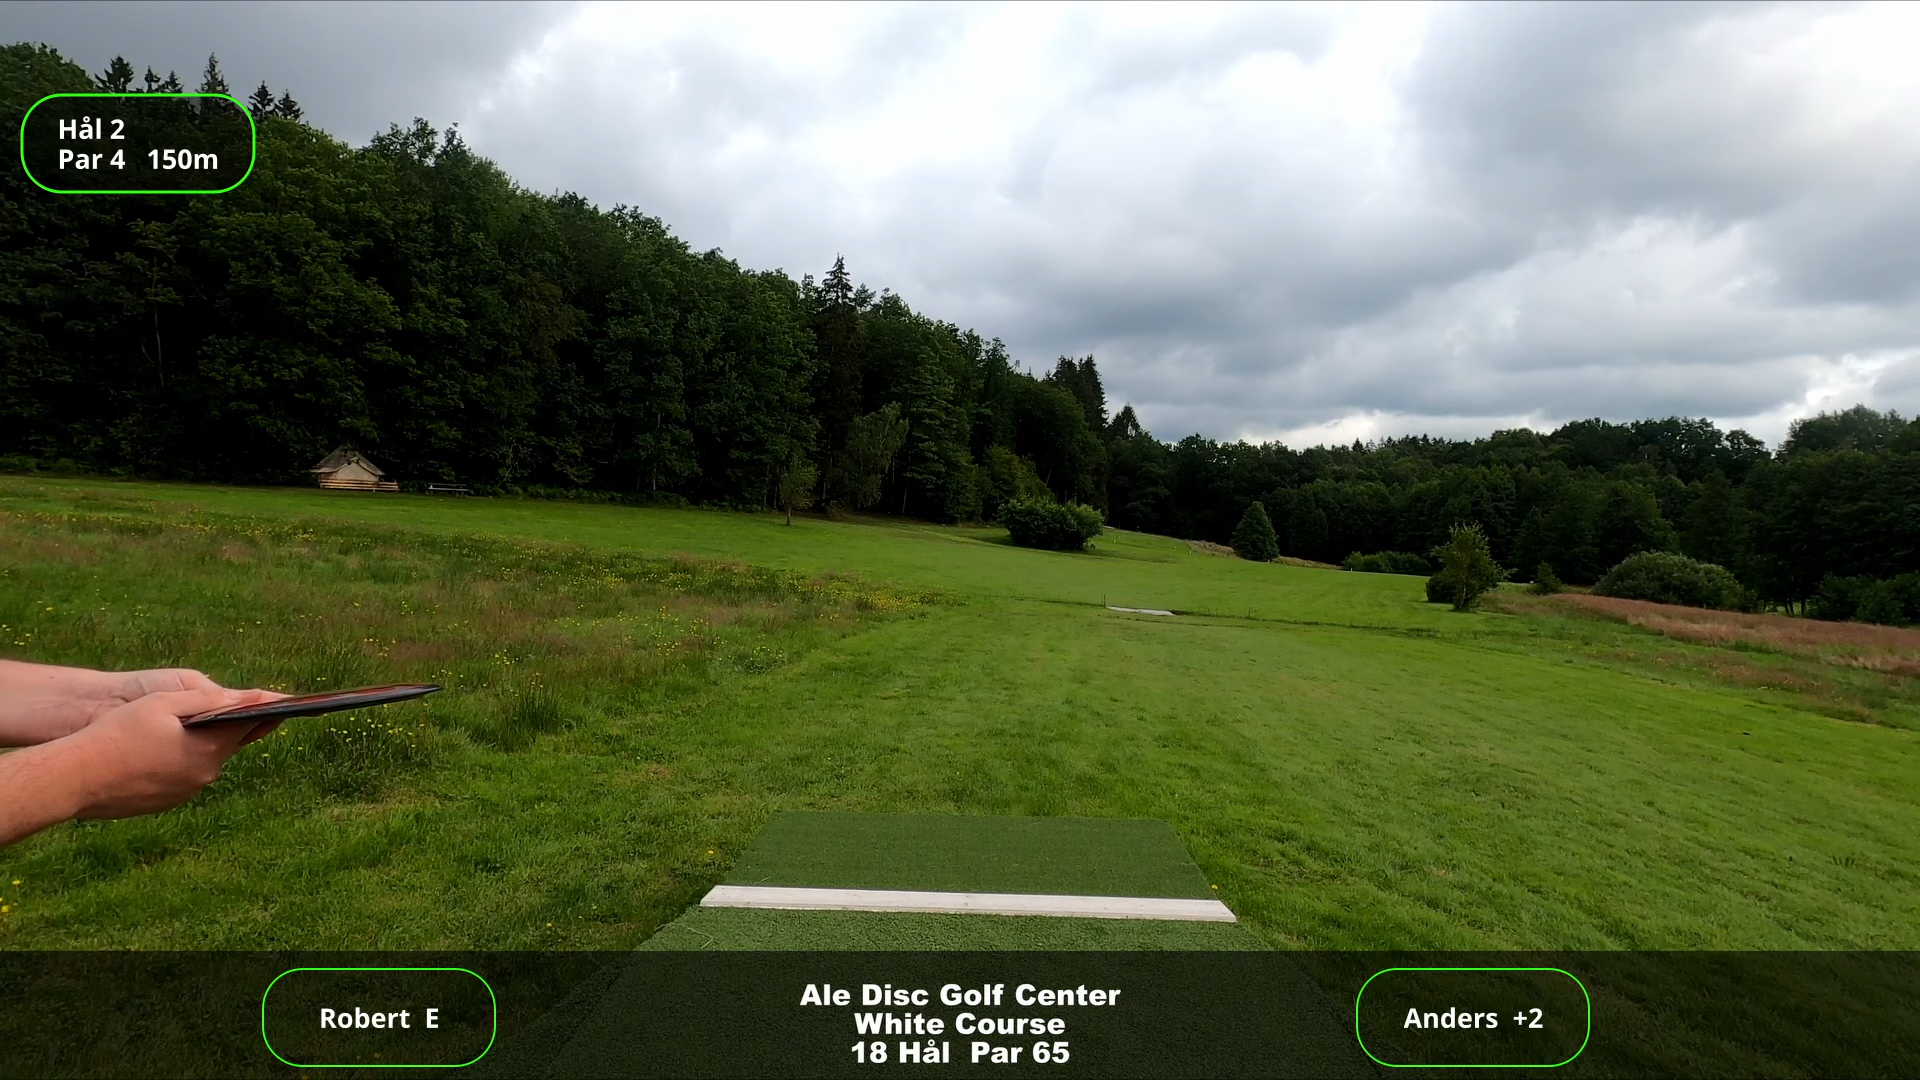 Hål 2
Par 4 150m
Robert E
Ale Disc Golf Center
White Course
18 Hål Par 65
Anders +2